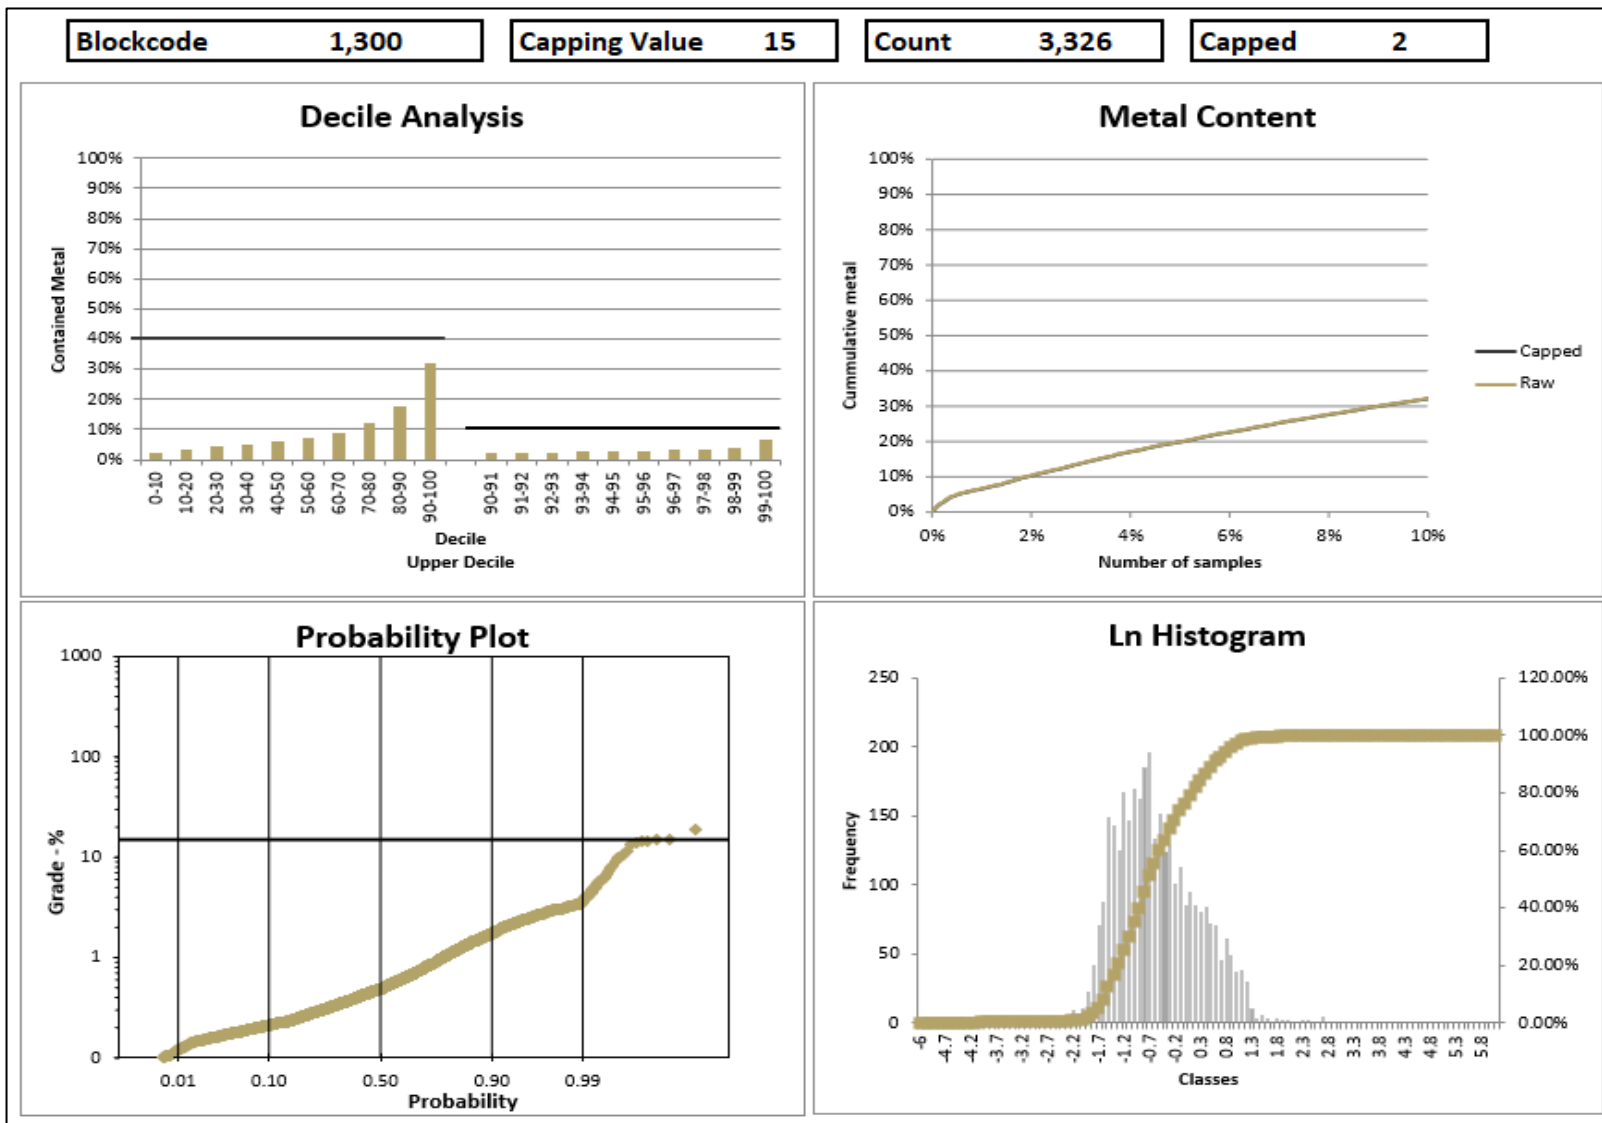 Blockcode 1,300
Capping Value 15
Count 3,326
Capped 2
Decile Analysis
100%
90%
80%
70%
60%
50%
40%
30%
20%
10%
0%
Contained Metal
0-10 10-20 20-30 30-40 40-50 50-60 60-70 70-80 80-90 90-100 90-91 91-92 92-93 93-94 94-95 95-96 96-97 97-98 98-99 99-100
Decile
Upper Decile
Metal Content
100%
90%
80%
70%
60%
50%
40%
30%
20%
10%
0%
Cummulative metal
0% 2% 4% 6% 8% 10%
Number of samples
Capped
Raw
Probability Plot
1000
100
10
1
0
Grade - %
0.01 0.10 0.50 0.90 0.99
Probability
Ln Histogram
250
200
150
100
50
0
Frequency
120.00%
100.00%
80.00%
60.00%
40.00%
20.00%
0.00%
-6 -4.7 -4.2 -3.7 -3.2 -2.7 -2.2 -1.7 -1.2 -0.7 -0.2 0.3 0.8 1.3 1.8 2.3 2.8 3.3 3.8 4.3 4.8 5.3 5.8
Classes